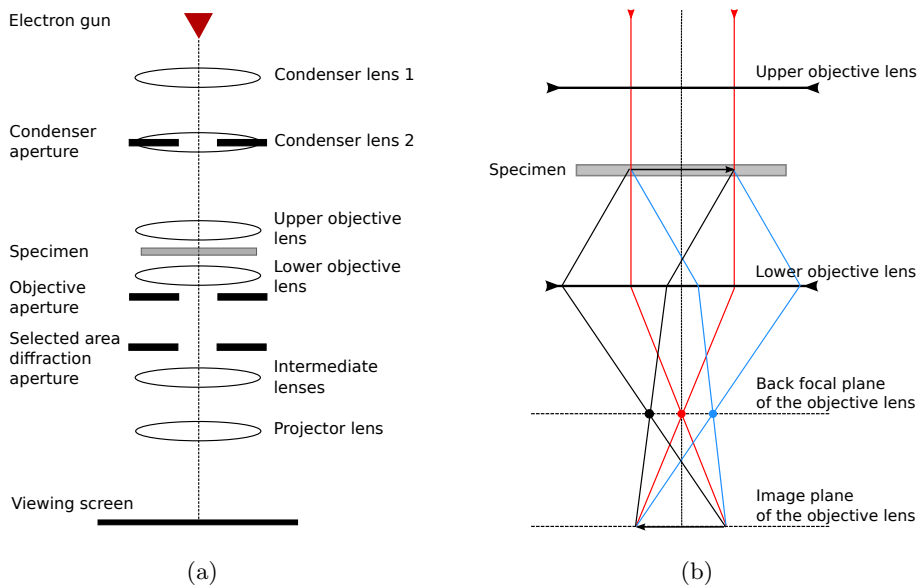 Electron gun
Condenser lens 1
Condenser
aperture
Condenser lens 2
Upper objective
lens
Specimen
Lower objective
lens
Objective aperture
Selected area
diffraction
aperture
Intermediate
lenses
Projector lens
Viewing screen
(a)
Upper objective lens
Specimen
Lower objective lens
Back focal plane
of the objective lens
Image plane
of the objective lens
(b)